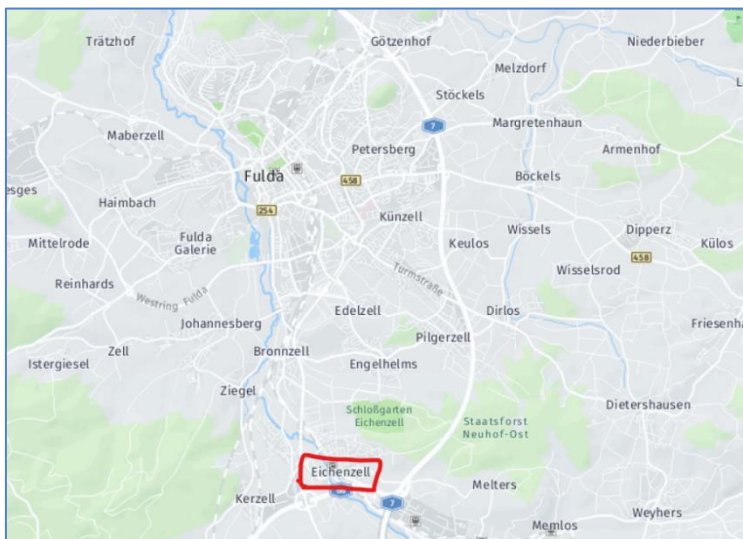 Trätzhof
Götzenhof
Niederbieber
Melzdorf
Stöckels
7
Margretenhaun
Maberzell
Petersberg
Armenhof
Fulda
458
Böckels
esges
Haimbach
254
Künzell
Mittelrode
Fulda
Galerie
Keulos
Wissels
Dipperz
458
Külos
Wisselsrod
Reinhards
Westring Fulda
Turmstraße
Johannesberg
Edelzell
Dirlos
Friesenha
Pilgerzell
Istergiesel
Zell
Bronnzell
Engelhelms
Ziegel
Schloßgarten
Eichenzell
Staatsforst
Neuhof-Ost
Dietershausen
Eichenzell
Kerzell
7
Melters
Weyhers
Memlos